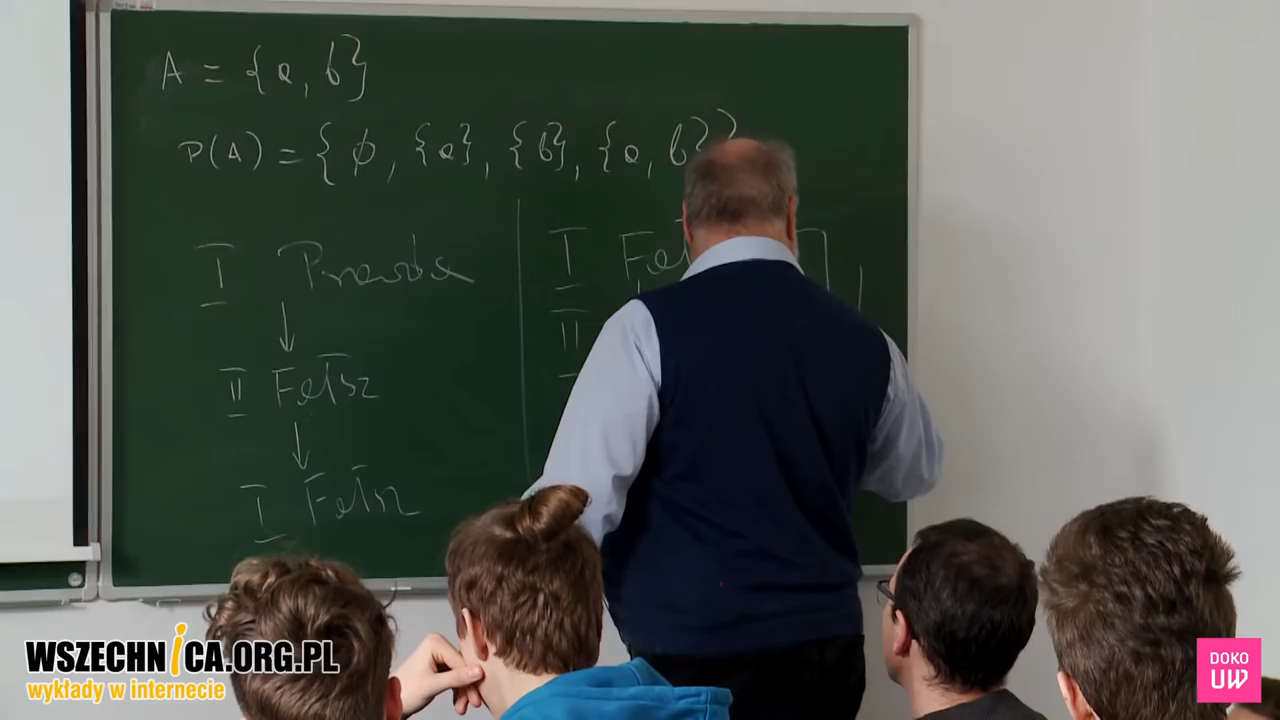 A = {a, b}
P(A) = {φ, {a}, {b}, {a, b}}
I Prawda
↓
II Fałsz
↓
I Fałsz
I
II
WSZECHNICA.ORG.PL
wykłady w internecie
DOKO
UW